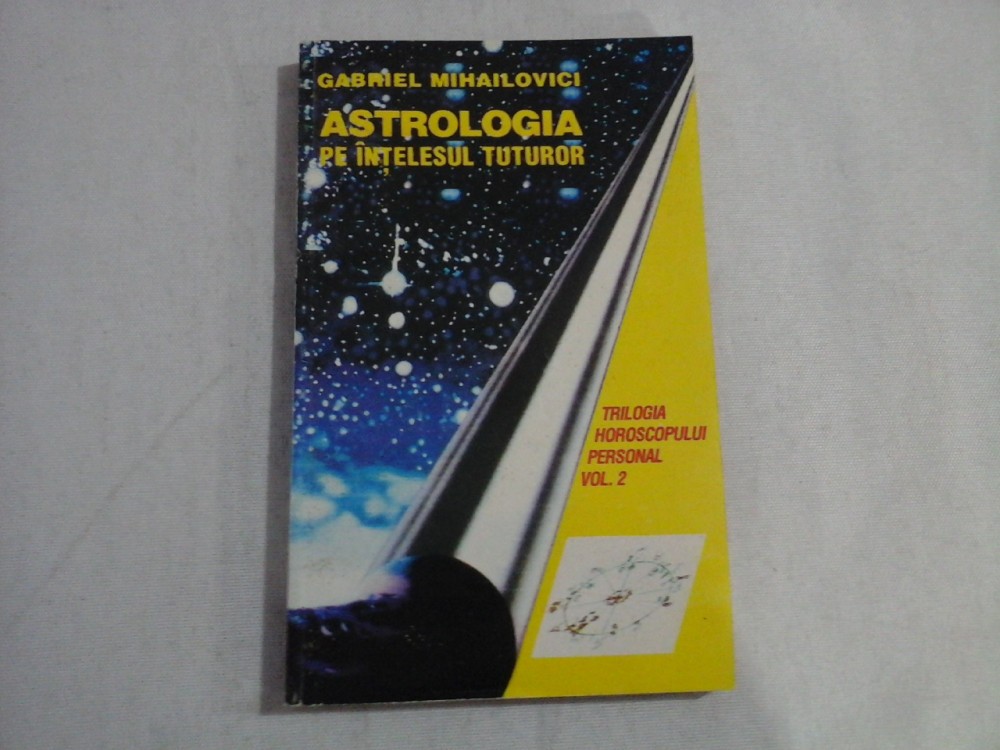 GABRIEL MIHAILOVICI
ASTROLOGIA
PE ÎNȚELESUL TUTUROR
TRILOGIA
HOROSCOPULUI
PERSONAL
VOL. 2